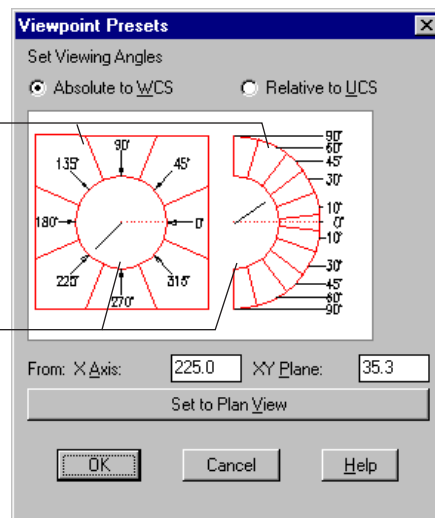 Viewpoint Presets
Set Viewing Angles
Absolute to WCS
Relative to UCS
90°
135°
45°
180°
0°
225°
315°
270°
90°
60°
45°
30°
10°
0°
10°
30°
45°
60°
90°
From: X Axis: 225.0 XY Plane: 35.3
Set to Plan View
OK Cancel Help